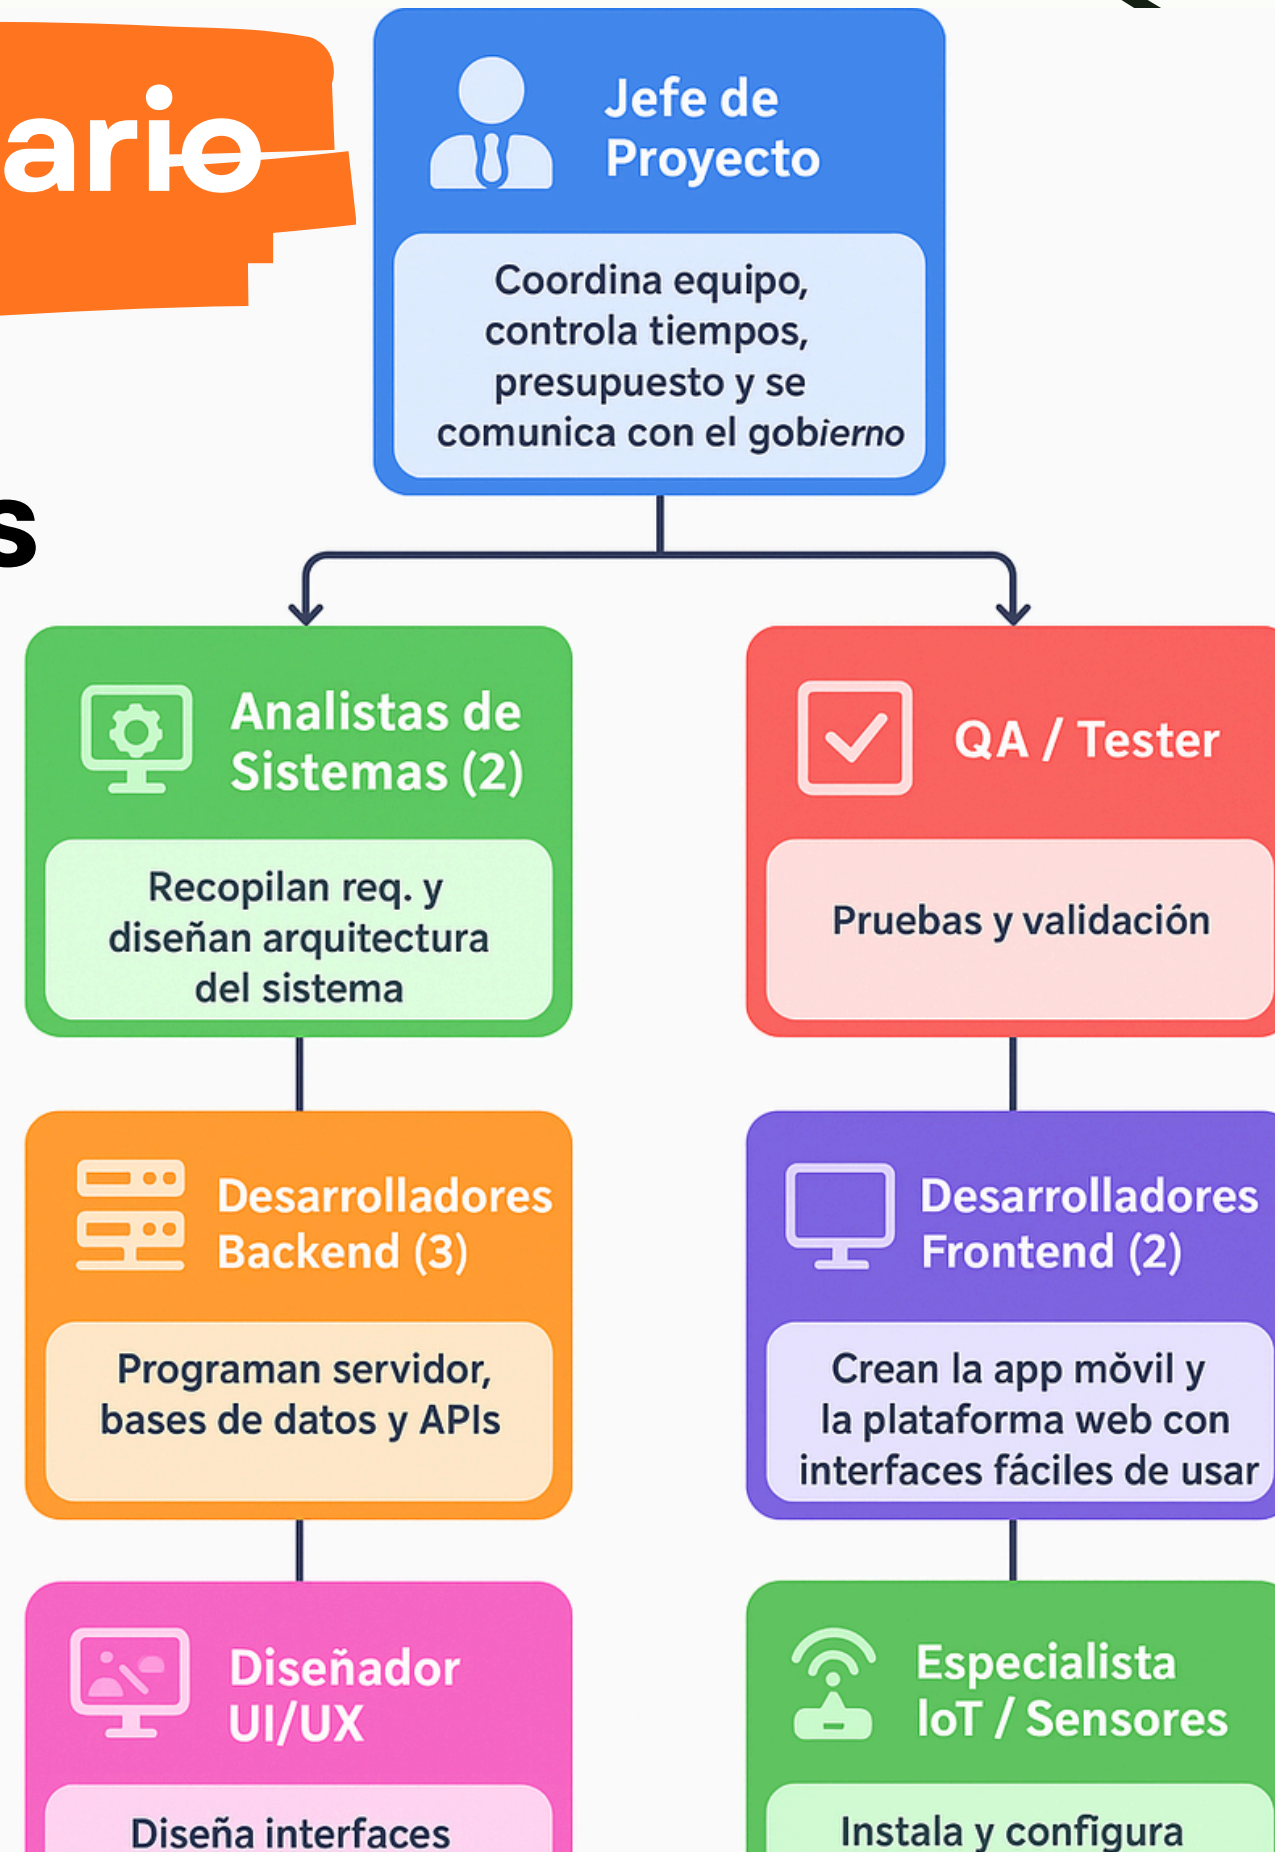 ario
Jefe de
Proyecto
Coordina equipo,
controla tiempos,
presupuesto y se
comunica con el gobierno
s
Analistas de
Sistemas (2)
Recopilan req. y
diseñan arquitectura
del sistema
QA / Tester
Pruebas y validación
Desarrolladores
Backend (3)
Programan servidor,
bases de datos y APIs
Desarrolladores
Frontend (2)
Crean la app mǒvil y
la plataforma web con
interfaces fáciles de usar
Diseñador
UI/UX
Diseña interfaces
Especialista
IoT / Sensores
Instala y configura